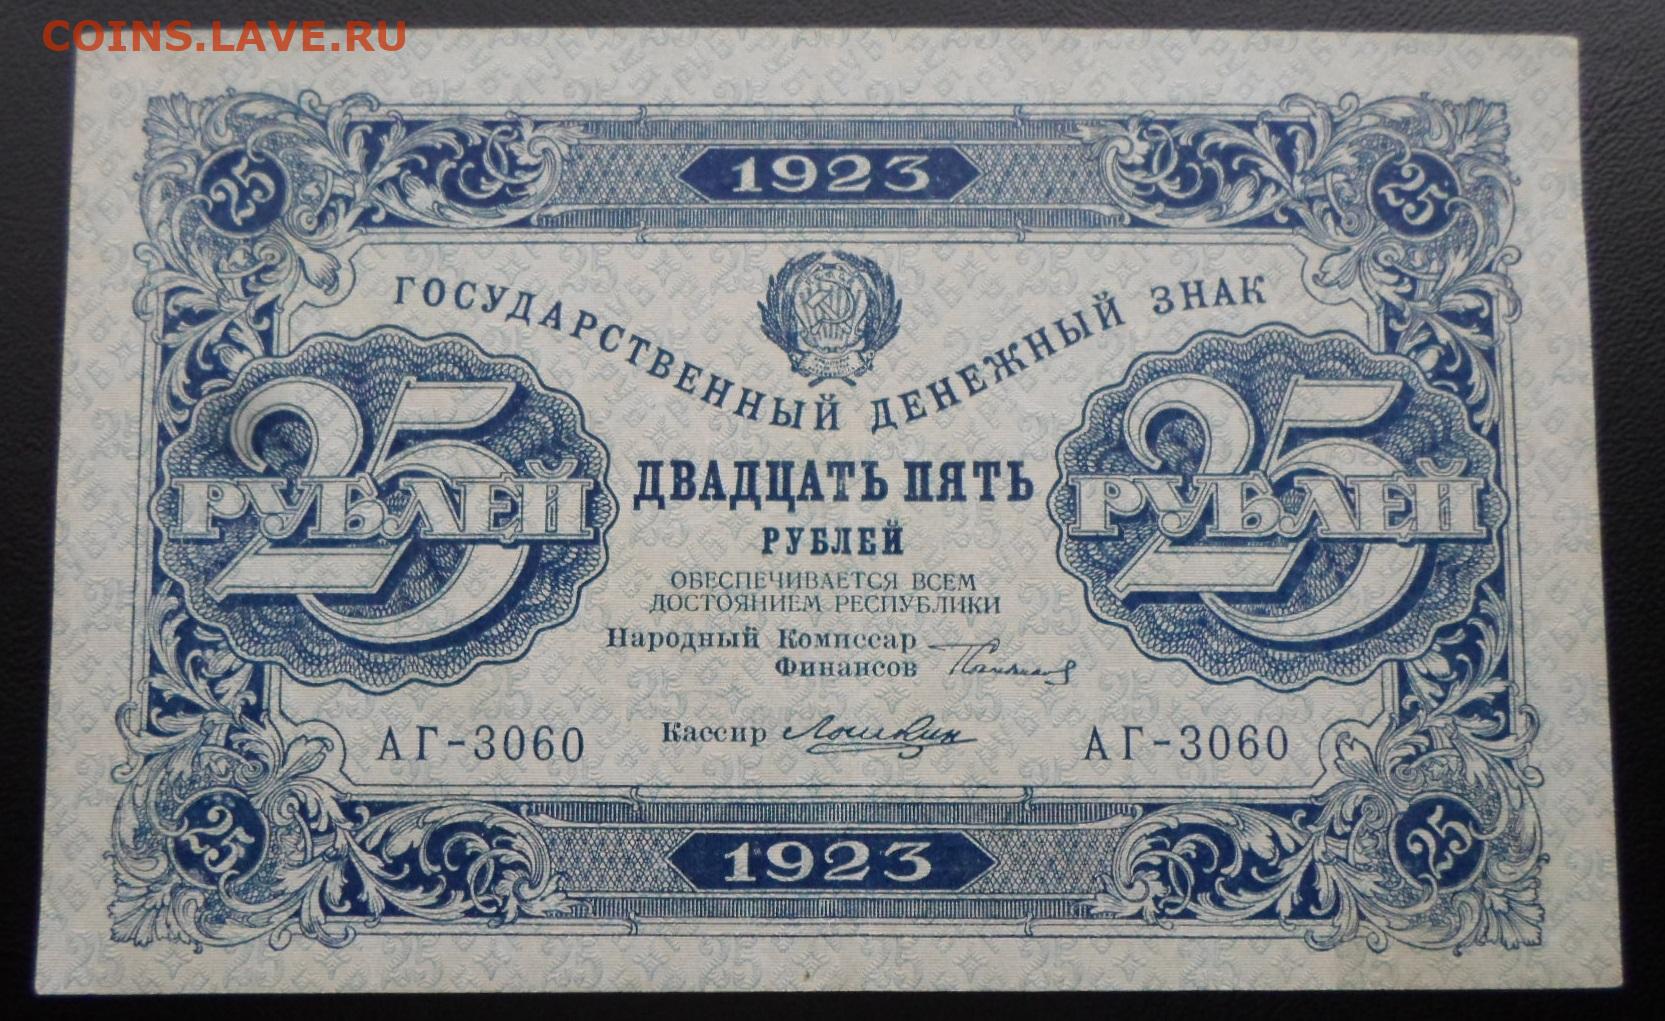 COINS.LAVE.RU
1923
25 25
ГОСУДАРСТВЕННЫЙ ДЕНЕЖНЫЙ ЗНАК
25 РУБЛЕЙ
25 РУБЛЕЙ
ДВАДЦАТЬ ПЯТЬ
РУБЛЕЙ
ОБЕСПЕЧИВАЕТСЯ ВСЕМ
ДОСТОЯНИЕМ РЕСПУБЛИКИ
Народный Комиссар
Финансов
Кассир Лошкин
АГ-3060 АГ-3060
25 25
1923